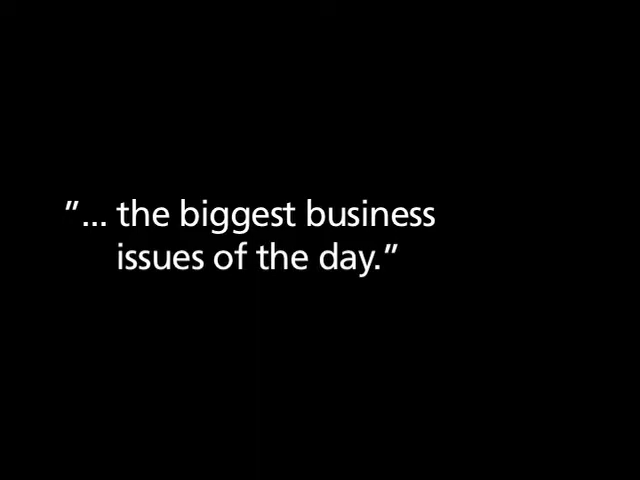 ”... the biggest business
issues of the day.”